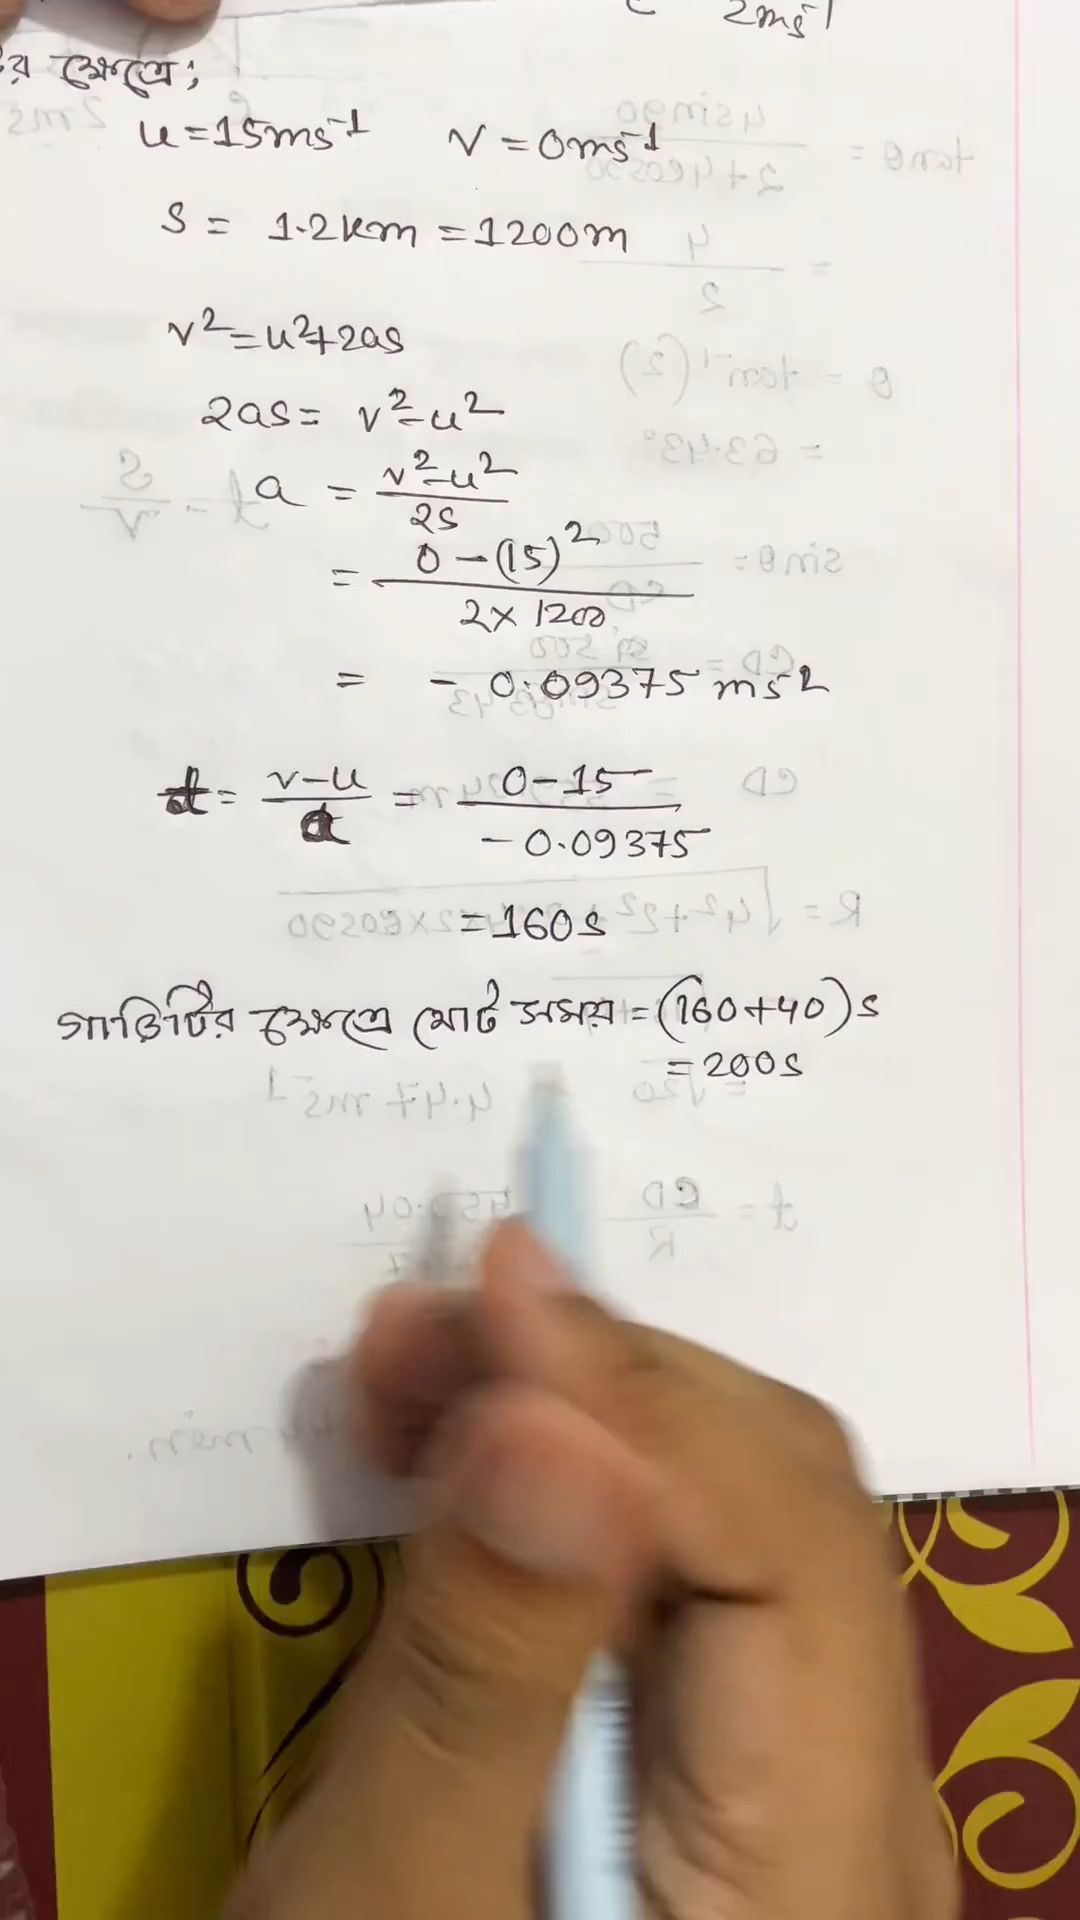 2ms⁻¹
ক্ষেত্রে;
u=15ms⁻¹ v=0ms⁻¹
s = 1.2km = 1200m
v²=u²+2as
2as= v²-u²
a = v²-u² / 2s
= 0-(15)² / 2×1200
= - 0.09375 ms⁻²
t = v-u / a = 0-15 / -0.09375
=160s
গাড়িটির ক্ষেত্রে মোট সময় = (160+40)s
=200s